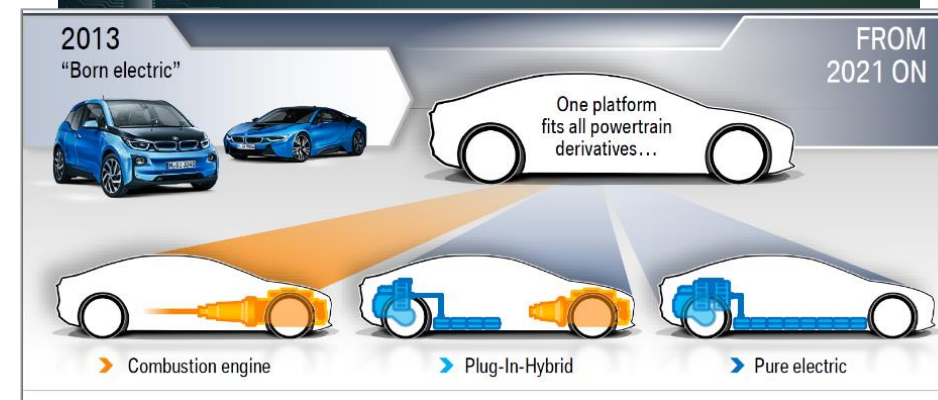 2013
“Born electric”
FROM
2021 ON
One platform
fits all powertrain
derivatives…
Combustion engine
Plug-In-Hybrid
Pure electric